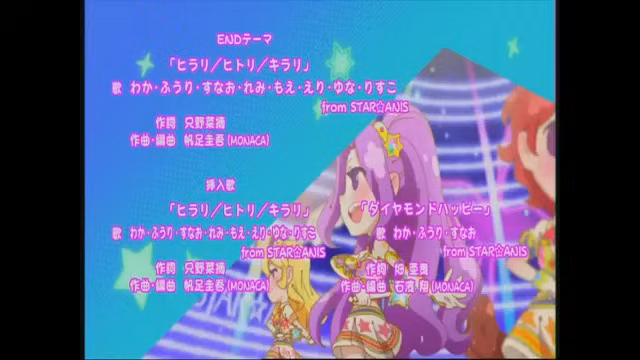 ENDテーマ
「ヒラリ／ヒトリ／キラリ」
歌 わか・ふうり・すなお・れみ・もえ・えり・ゆな・りすこ
from STAR☆ANIS
作詞 只野菜摘
作曲・編曲 帆足圭吾(MONACA)
挿入歌
「ヒラリ／ヒトリ／キラリ」
歌 わか・ふうり・すなお・れみ・もえ・えり・ゆな・りすこ
from STAR☆ANIS
作詞 只野菜摘
作曲・編曲 帆足圭吾(MONACA)
「ダイヤモンドハッピー」
歌 わか・ふうり・すなお
from STAR☆ANIS
作詞 畑 亜貴
作曲・編曲 石濱 翔(MONACA)
STAR☆